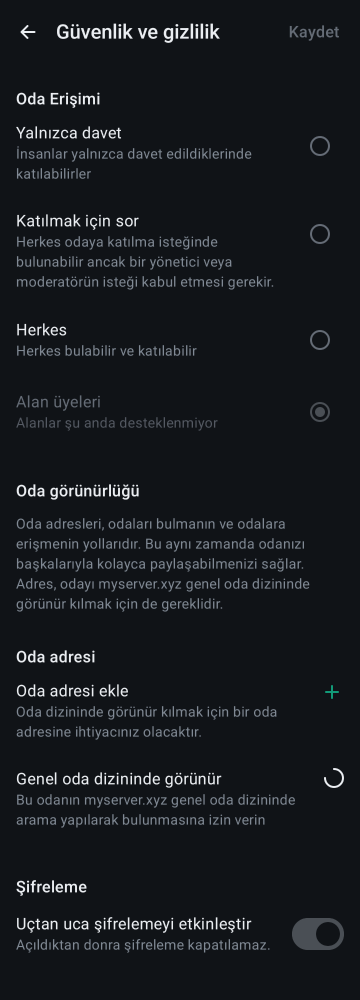 Güvenlik ve gizlilik
Kaydet
Oda Erişimi
Yalnızca davet
İnsanlar yalnızca davet edildiklerinde
katılabilirler
Katılmak için sor
Herkes odaya katılma isteğinde
bulunabilir ancak bir yönetici veya
moderatörün isteği kabul etmesi gerekir.
Herkes
Herkes bulabilir ve katılabilir
Alan üyeleri
Alanlar şu anda desteklenmiyor
Oda görünürlüğü
Oda adresleri, odaları bulmanın ve odalara
erişmenin yollarıdır. Bu aynı zamanda odanızı
başkalarıyla kolayca paylaşabilmenizi sağlar.
Adres, odayı myserver.xyz genel oda dizininde
görünür kılmak için de gereklidir.
Oda adresi
Oda adresi ekle
Oda dizininde görünür kılmak için bir oda
adresine ihtiyacınız olacaktır.
Genel oda dizininde görünür
Bu odanın myserver.xyz genel oda dizininde
arama yapılarak bulunmasına izin verin
Şifreleme
Uçtan uca şifrelemeyi etkinleştir
Açıldıktan donra şifreleme kapatılamaz.